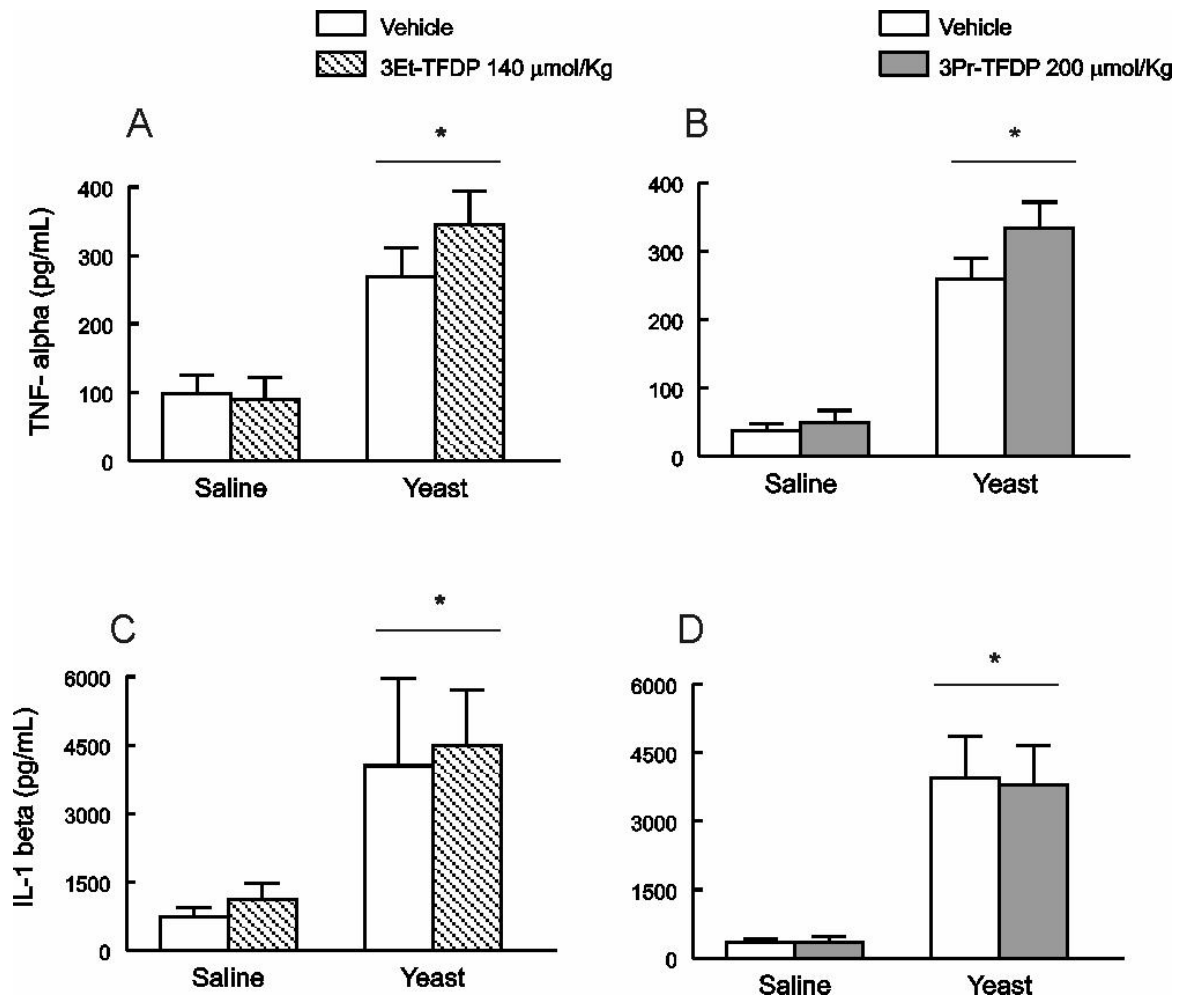 Vehicle
3Et-TFDP 140 µmol/Kg
Vehicle
3Pr-TFDP 200 µmol/Kg
A
*
TNF- alpha (pg/mL)
400
300
200
100
0
Saline Yeast
B
*
400
300
200
100
0
Saline Yeast
C
*
IL-1 beta (pg/mL)
6000
4500
3000
1500
0
Saline Yeast
D
*
6000
4500
3000
1500
0
Saline Yeast